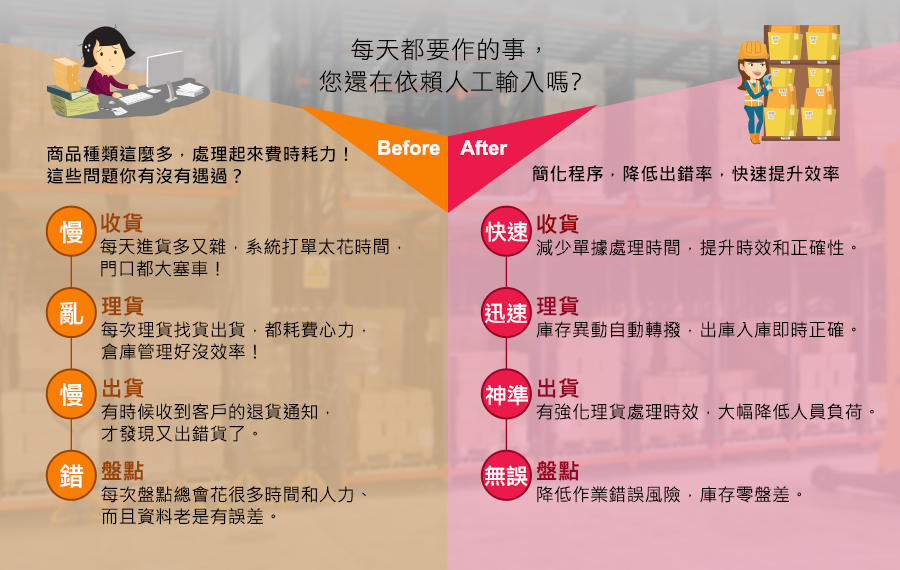 每天都要作的事，
您還在依賴人工輸入嗎?
Before
After
商品種類這麼多，處理起來費時耗力！
這些問題你有沒有遇過？
慢
收貨
每天進貨多又雜，系統打單太花時間，
門口都大塞車！
亂
理貨
每次理貨找貨出貨，都耗費心力，
倉庫管理好沒效率！
慢
出貨
有時候收到客戶的退貨通知，
才發現又出錯貨了。
錯
盤點
每次盤點總會花很多時間和人力、
而且資料老是有誤差。
簡化程序，降低出錯率，快速提升效率
快速
收貨
減少單據處理時間，提升時效和正確性。
迅速
理貨
庫存異動自動轉撥，出庫入庫即時正確。
神準
出貨
有強化理貨處理時效，大幅降低人員負荷。
無誤
盤點
降低作業錯誤風險，庫存零盤差。